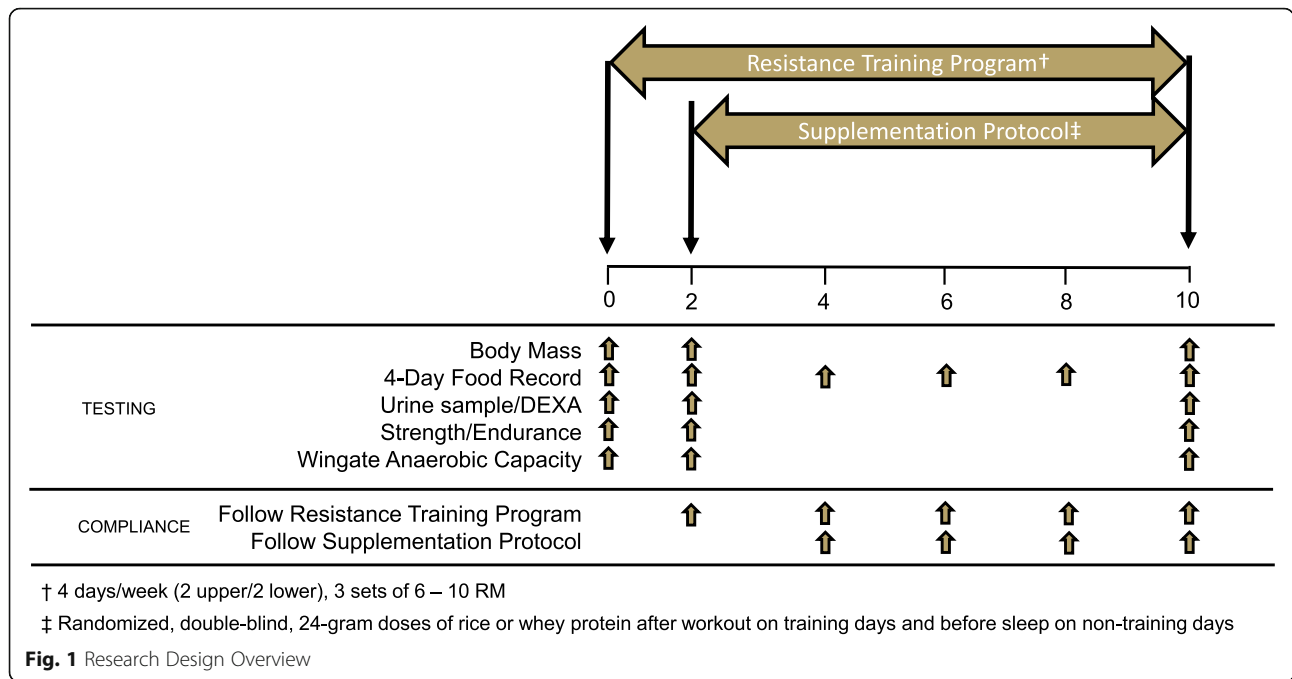 Resistance Training Program†
Supplementation Protocol‡
0 2 4 6 8 10
Body Mass
4-Day Food Record
TESTING
Urine sample/DEXA
Strength/Endurance
Wingate Anaerobic Capacity
COMPLIANCE
Follow Resistance Training Program
Follow Supplementation Protocol
† 4 days/week (2 upper/2 lower), 3 sets of 6 – 10 RM
‡ Randomized, double-blind, 24-gram doses of rice or whey protein after workout on training days and before sleep on non-training days
Fig. 1 Research Design Overview